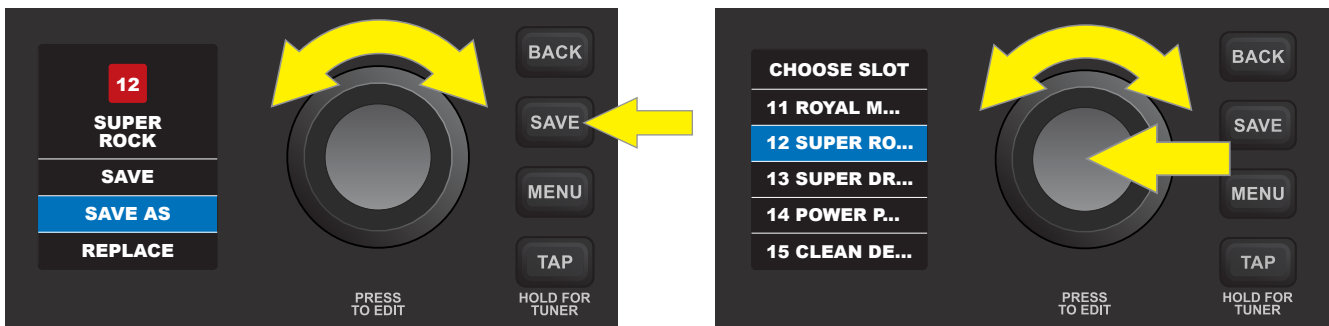 12
SUPER
ROCK
SAVE
SAVE AS
REPLACE
BACK
SAVE
MENU
TAP
PRESS
TO EDIT
HOLD FOR
TUNER
CHOOSE SLOT
11 ROYAL M...
12 SUPER RO...
13 SUPER DR...
14 POWER P...
15 CLEAN DE...
BACK
SAVE
MENU
TAP
PRESS
TO EDIT
HOLD FOR
TUNER